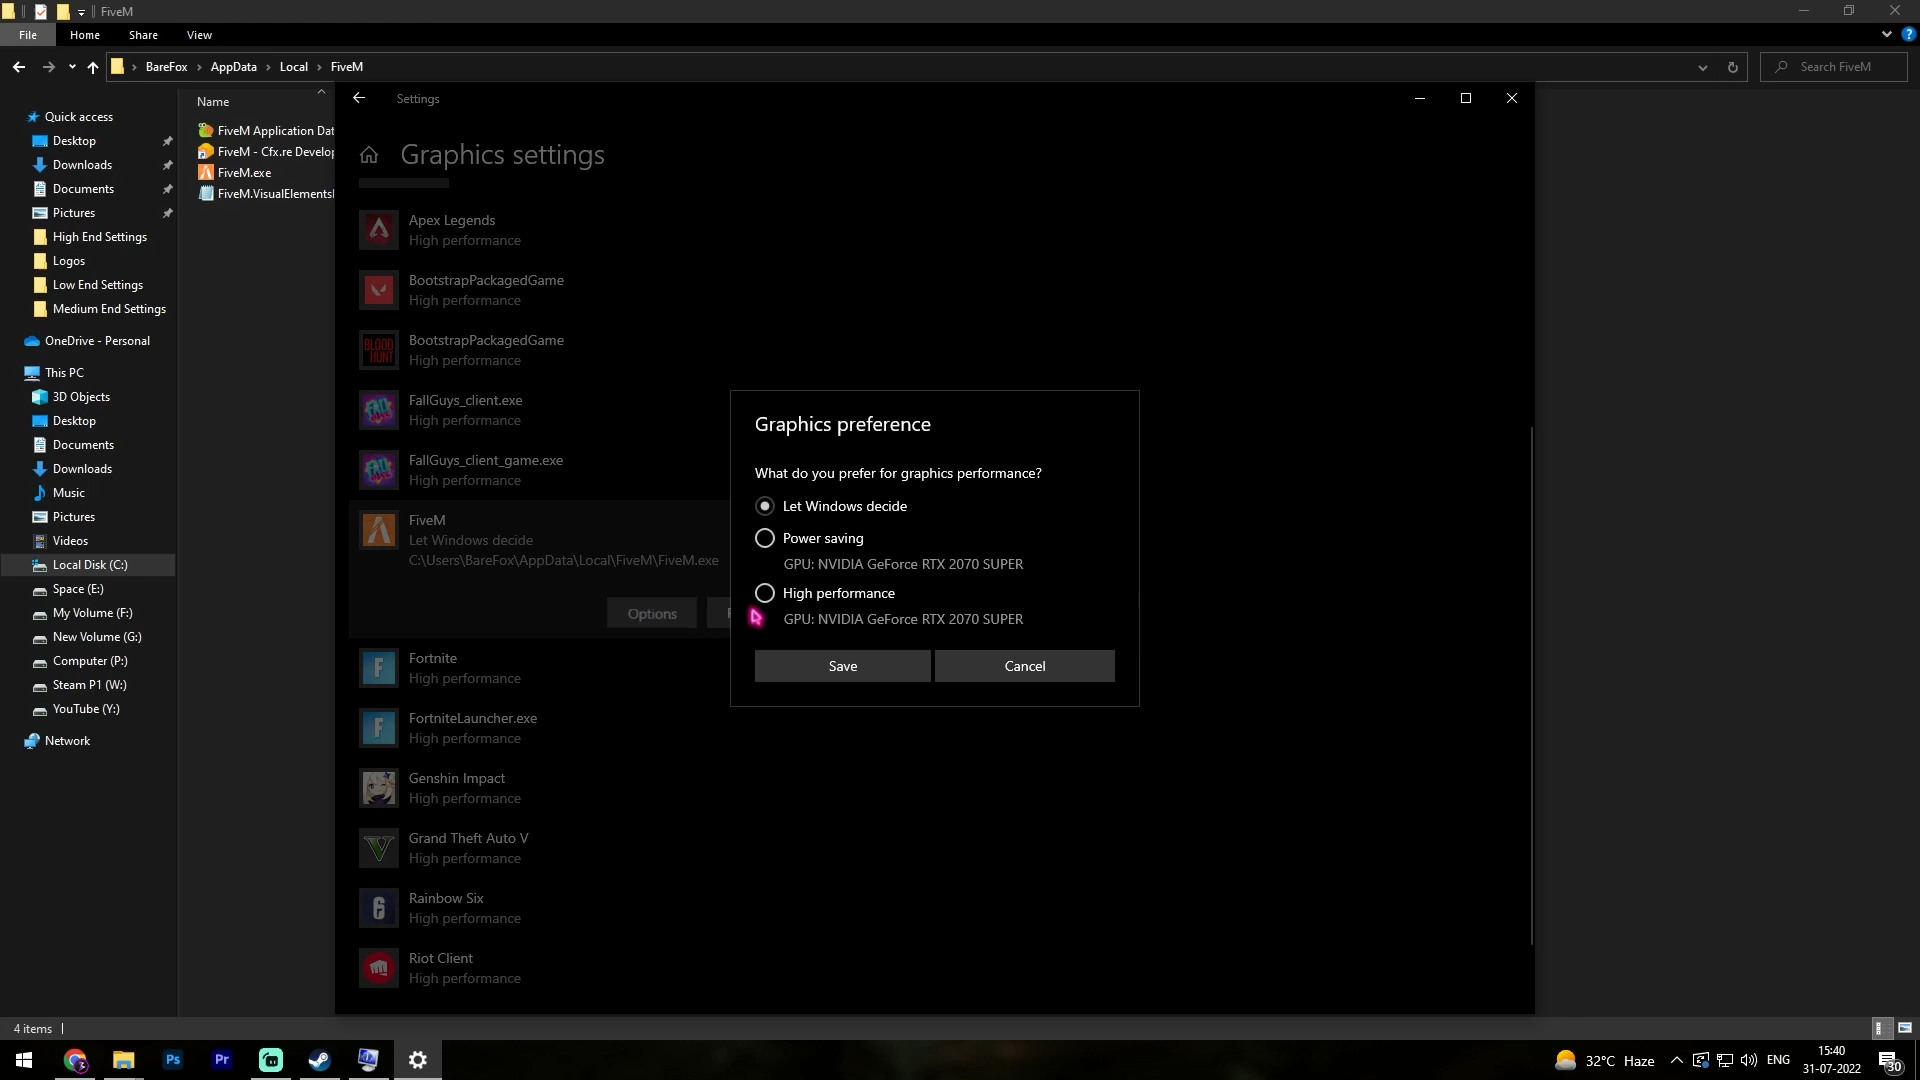 FiveM
File
Home
Share
View
BareFox
AppData
Local
FiveM
Search FiveM
Quick access
Desktop
Downloads
Documents
Pictures
High End Settings
Logos
Low End Settings
Medium End Settings
OneDrive - Personal
This PC
3D Objects
Desktop
Documents
Downloads
Music
Pictures
Videos
Local Disk (C:)
Space (E:)
My Volume (F:)
New Volume (G:)
Computer (P:)
Steam P1 (W:)
YouTube (Y:)
Network
Name
FiveM Application Dat
FiveM - Cfx.re Develop
FiveM.exe
FiveM.VisualElements
Settings
Graphics settings
Apex Legends
High performance
BootstrapPackagedGame
High performance
BLOOD
HUNT
BootstrapPackagedGame
High performance
FallGuys_client.exe
High performance
FallGuys_client_game.exe
High performance
FiveM
Let Windows decide
C:\Users\BareFox\AppData\Local\FiveM\FiveM.exe
Options
Fortnite
High performance
FortniteLauncher.exe
High performance
Genshin Impact
High performance
Grand Theft Auto V
High performance
Rainbow Six
High performance
Riot Client
High performance
Graphics preference
What do you prefer for graphics performance?
Let Windows decide
Power saving
GPU: NVIDIA GeForce RTX 2070 SUPER
High performance
GPU: NVIDIA GeForce RTX 2070 SUPER
Save
Cancel
4 items
Ps
Pr
32°C Haze
ENG
15:40
31-07-2022
30